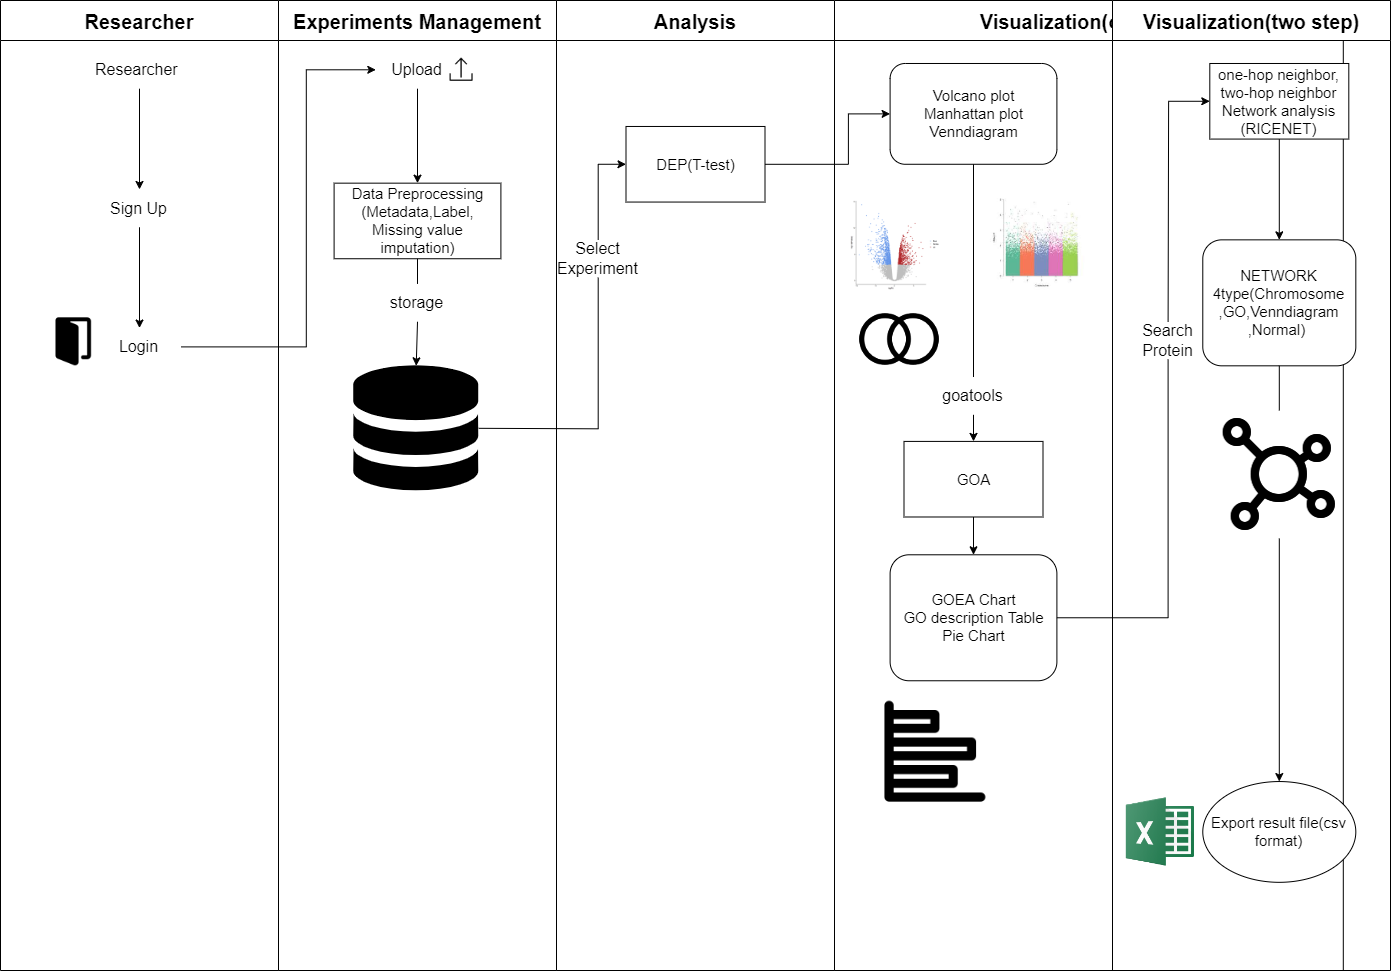 Researcher
Experiments Management
Analysis
Visualization(
Visualization(two step)
Researcher
Sign Up
Login
Upload
Data Preprocessing
(Metadata,Label,
Missing value
imputation)
storage
Select
Experiment
DEP(T-test)
Volcano plot
Manhattan plot
Venndiagram
goatools
GOA
GOEA Chart
GO description Table
Pie Chart
Search
Protein
one-hop neighbor,
two-hop neighbor
Network analysis
(RICENET)
NETWORK
4type(Chromosome
,GO,Venndiagram
,Normal)
X
Export result file(csv
format)